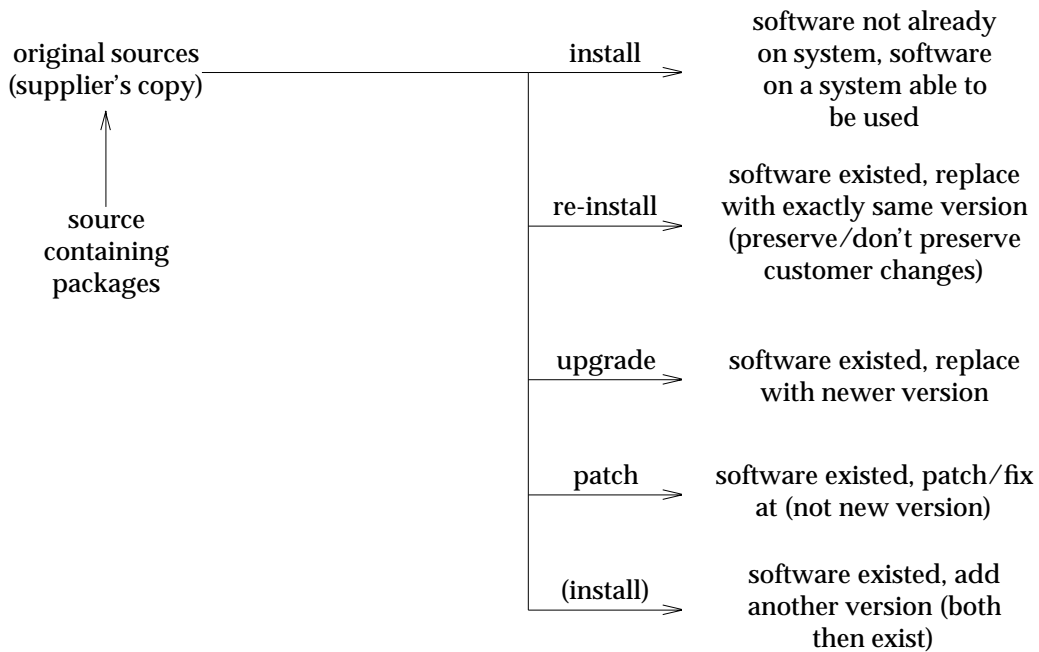 original sources
(supplier's copy)
source
containing
packages
install
software not already
on system, software
on a system able to
be used
re-install
software existed, replace
with exactly same version
(preserve/don't preserve
customer changes)
upgrade
software existed, replace
with newer version
patch
software existed, patch/fix
at (not new version)
(install)
software existed, add
another version (both
then exist)